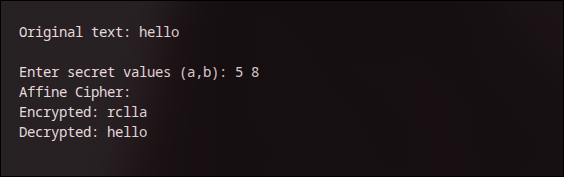 Original text: hello
Enter secret values (a,b): 5 8
Affine Cipher:
Encrypted: rclla
Decrypted: hello